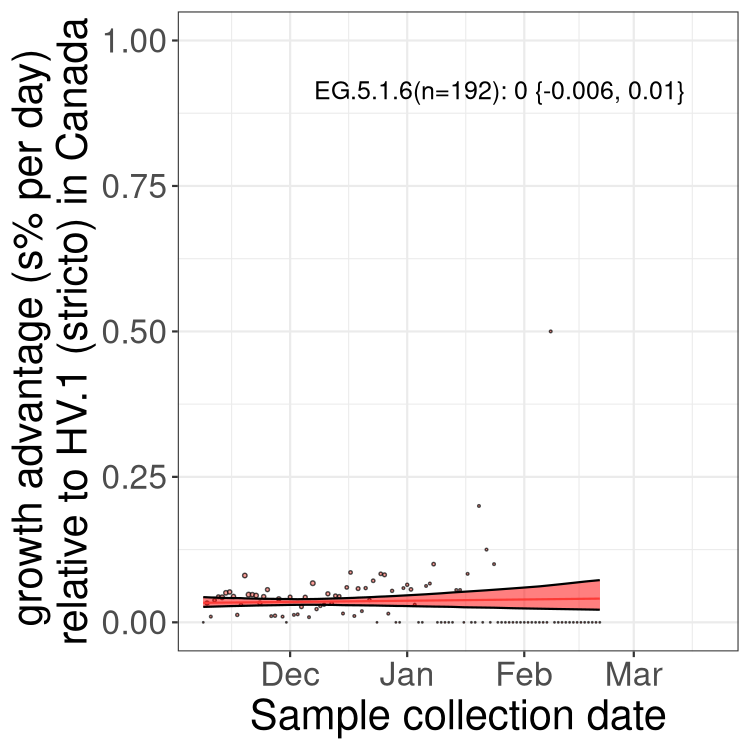 growth advantage (s% per day)
relative to HV.1 (stricto) in Canada
1.00
0.75
0.50
0.25
0.00
EG.5.1.6(n=192): 0 {-0.006, 0.01}
Dec
Jan
Feb
Mar
Sample collection date